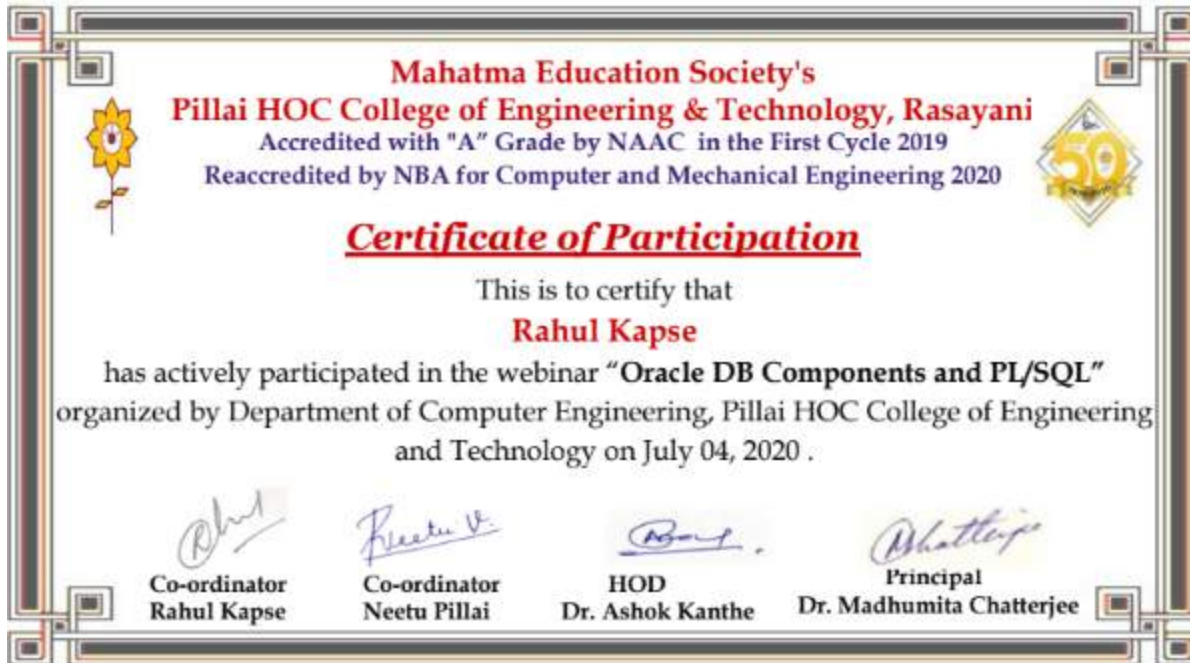 Mahatma Education Society's
Pillai HOC College of Engineering & Technology, Rasayani
Accredited with "A" Grade by NAAC in the First Cycle 2019
Reaccredited by NBA for Computer and Mechanical Engineering 2020
50
Certificate of Participation
This is to certify that
Rahul Kapse
has actively participated in the webinar “Oracle DB Components and PL/SQL”
organized by Department of Computer Engineering, Pillai HOC College of Engineering
and Technology on July 04, 2020 .
Neetu V.
Co-ordinator Co-ordinator HOD Principal
Rahul Kapse Neetu Pillai Dr. Ashok Kanthe Dr. Madhumita Chatterjee